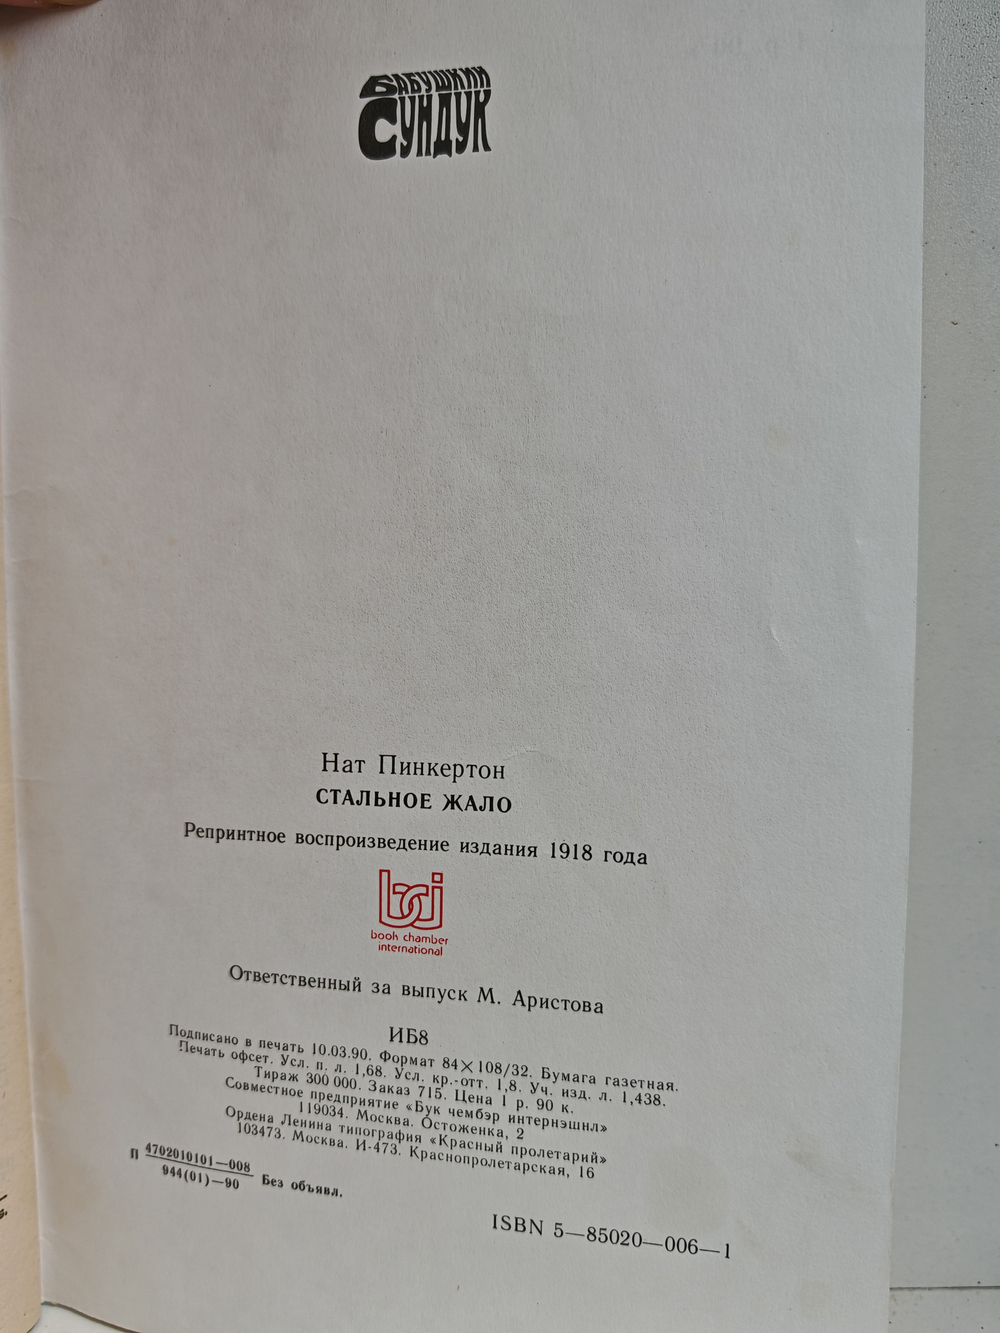 БАБУШКИН
СУНДУК
Нат Пинкертон
СТАЛЬНОЕ ЖАЛО
Репринтное воспроизведение издания 1918 года
bci
book chamber
international
Ответственный за выпуск М. Аристова
ИБ8
Подписано в печать 10.03.90. Формат 84×108/32. Бумага газетная.
Печать офсет. Усл. п. л. 1,68. Усл. кр.-отт. 1,8. Уч. изд. л. 1,438.
Тираж 300 000. Заказ 715. Цена 1 р. 90 к.
Совместное предприятие «Бук чембэр интернэшнл»
119034. Москва. Остоженка, 2
Ордена Ленина типография «Красный пролетарий»
103473. Москва. И-473. Краснопролетарская, 16
П 4702010101—008
944(01)—90 Без объявл.
ISBN 5—85020—006—1